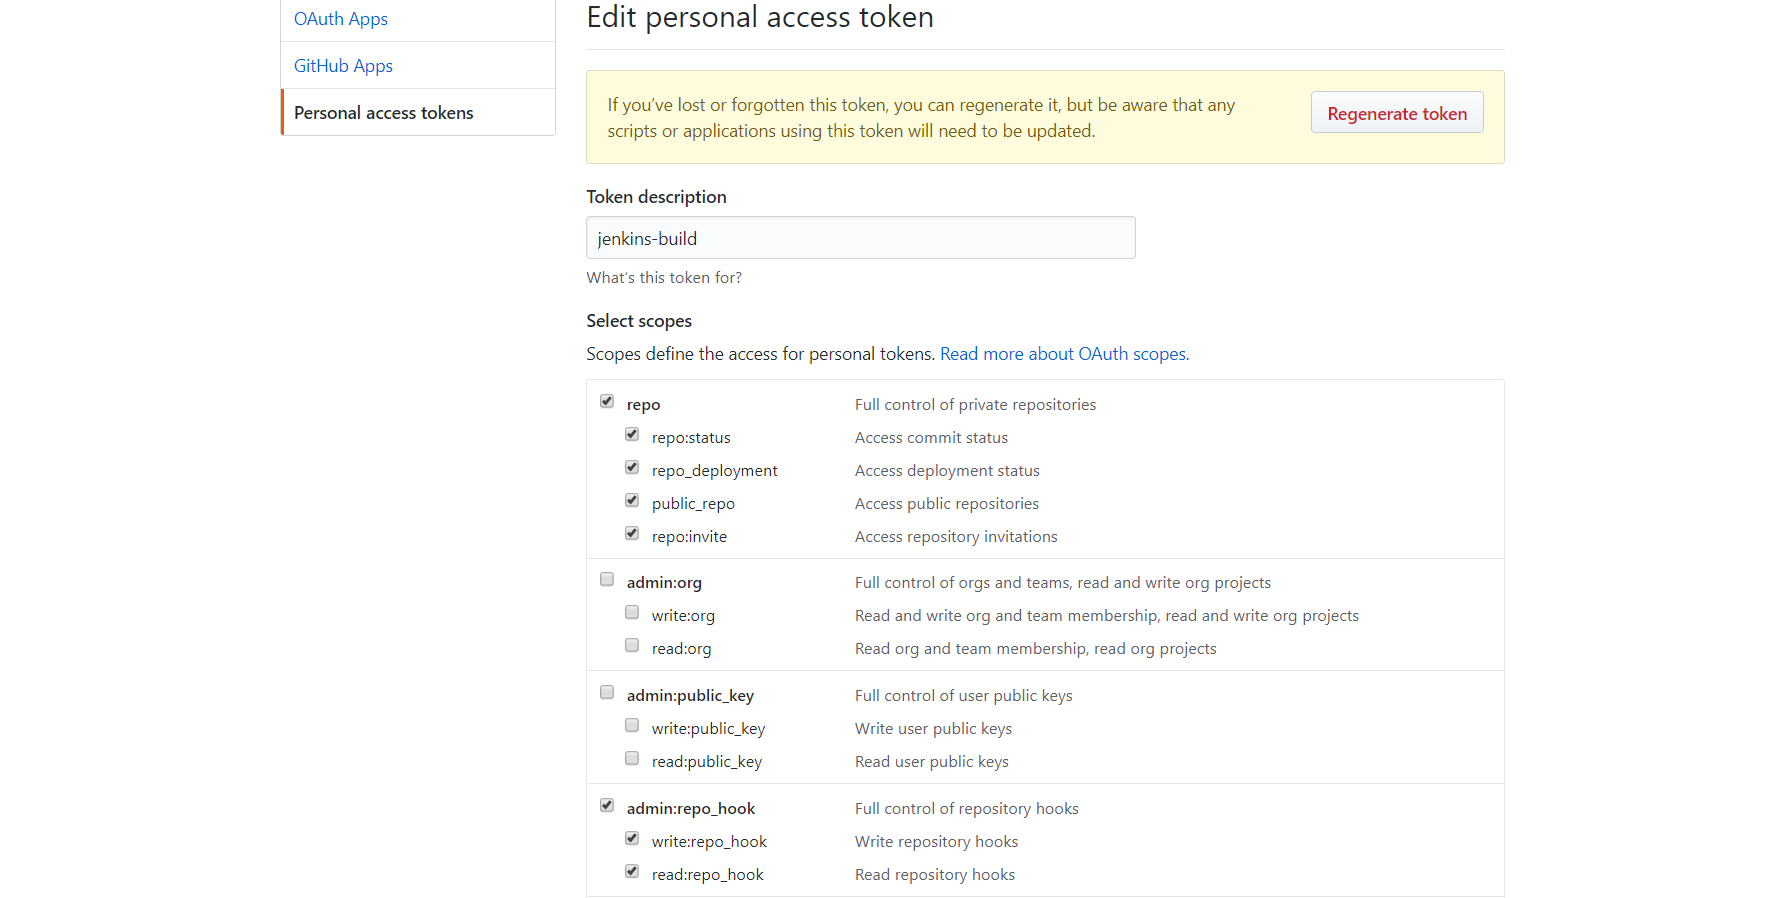 OAuth Apps
GitHub Apps
Personal access tokens
Edit personal access token
If you’ve lost or forgotten this token, you can regenerate it, but be aware that any
scripts or applications using this token will need to be updated.
Regenerate token
Token description
jenkins-build
What’s this token for?
Select scopes
Scopes define the access for personal tokens. Read more about OAuth scopes.
repo Full control of private repositories
repo:status Access commit status
repo_deployment Access deployment status
public_repo Access public repositories
repo:invite Access repository invitations
admin:org Full control of orgs and teams, read and write org projects
write:org Read and write org and team membership, read and write org projects
read:org Read org and team membership, read org projects
admin:public_key Full control of user public keys
write:public_key Write user public keys
read:public_key Read user public keys
admin:repo_hook Full control of repository hooks
write:repo_hook Write repository hooks
read:repo_hook Read repository hooks